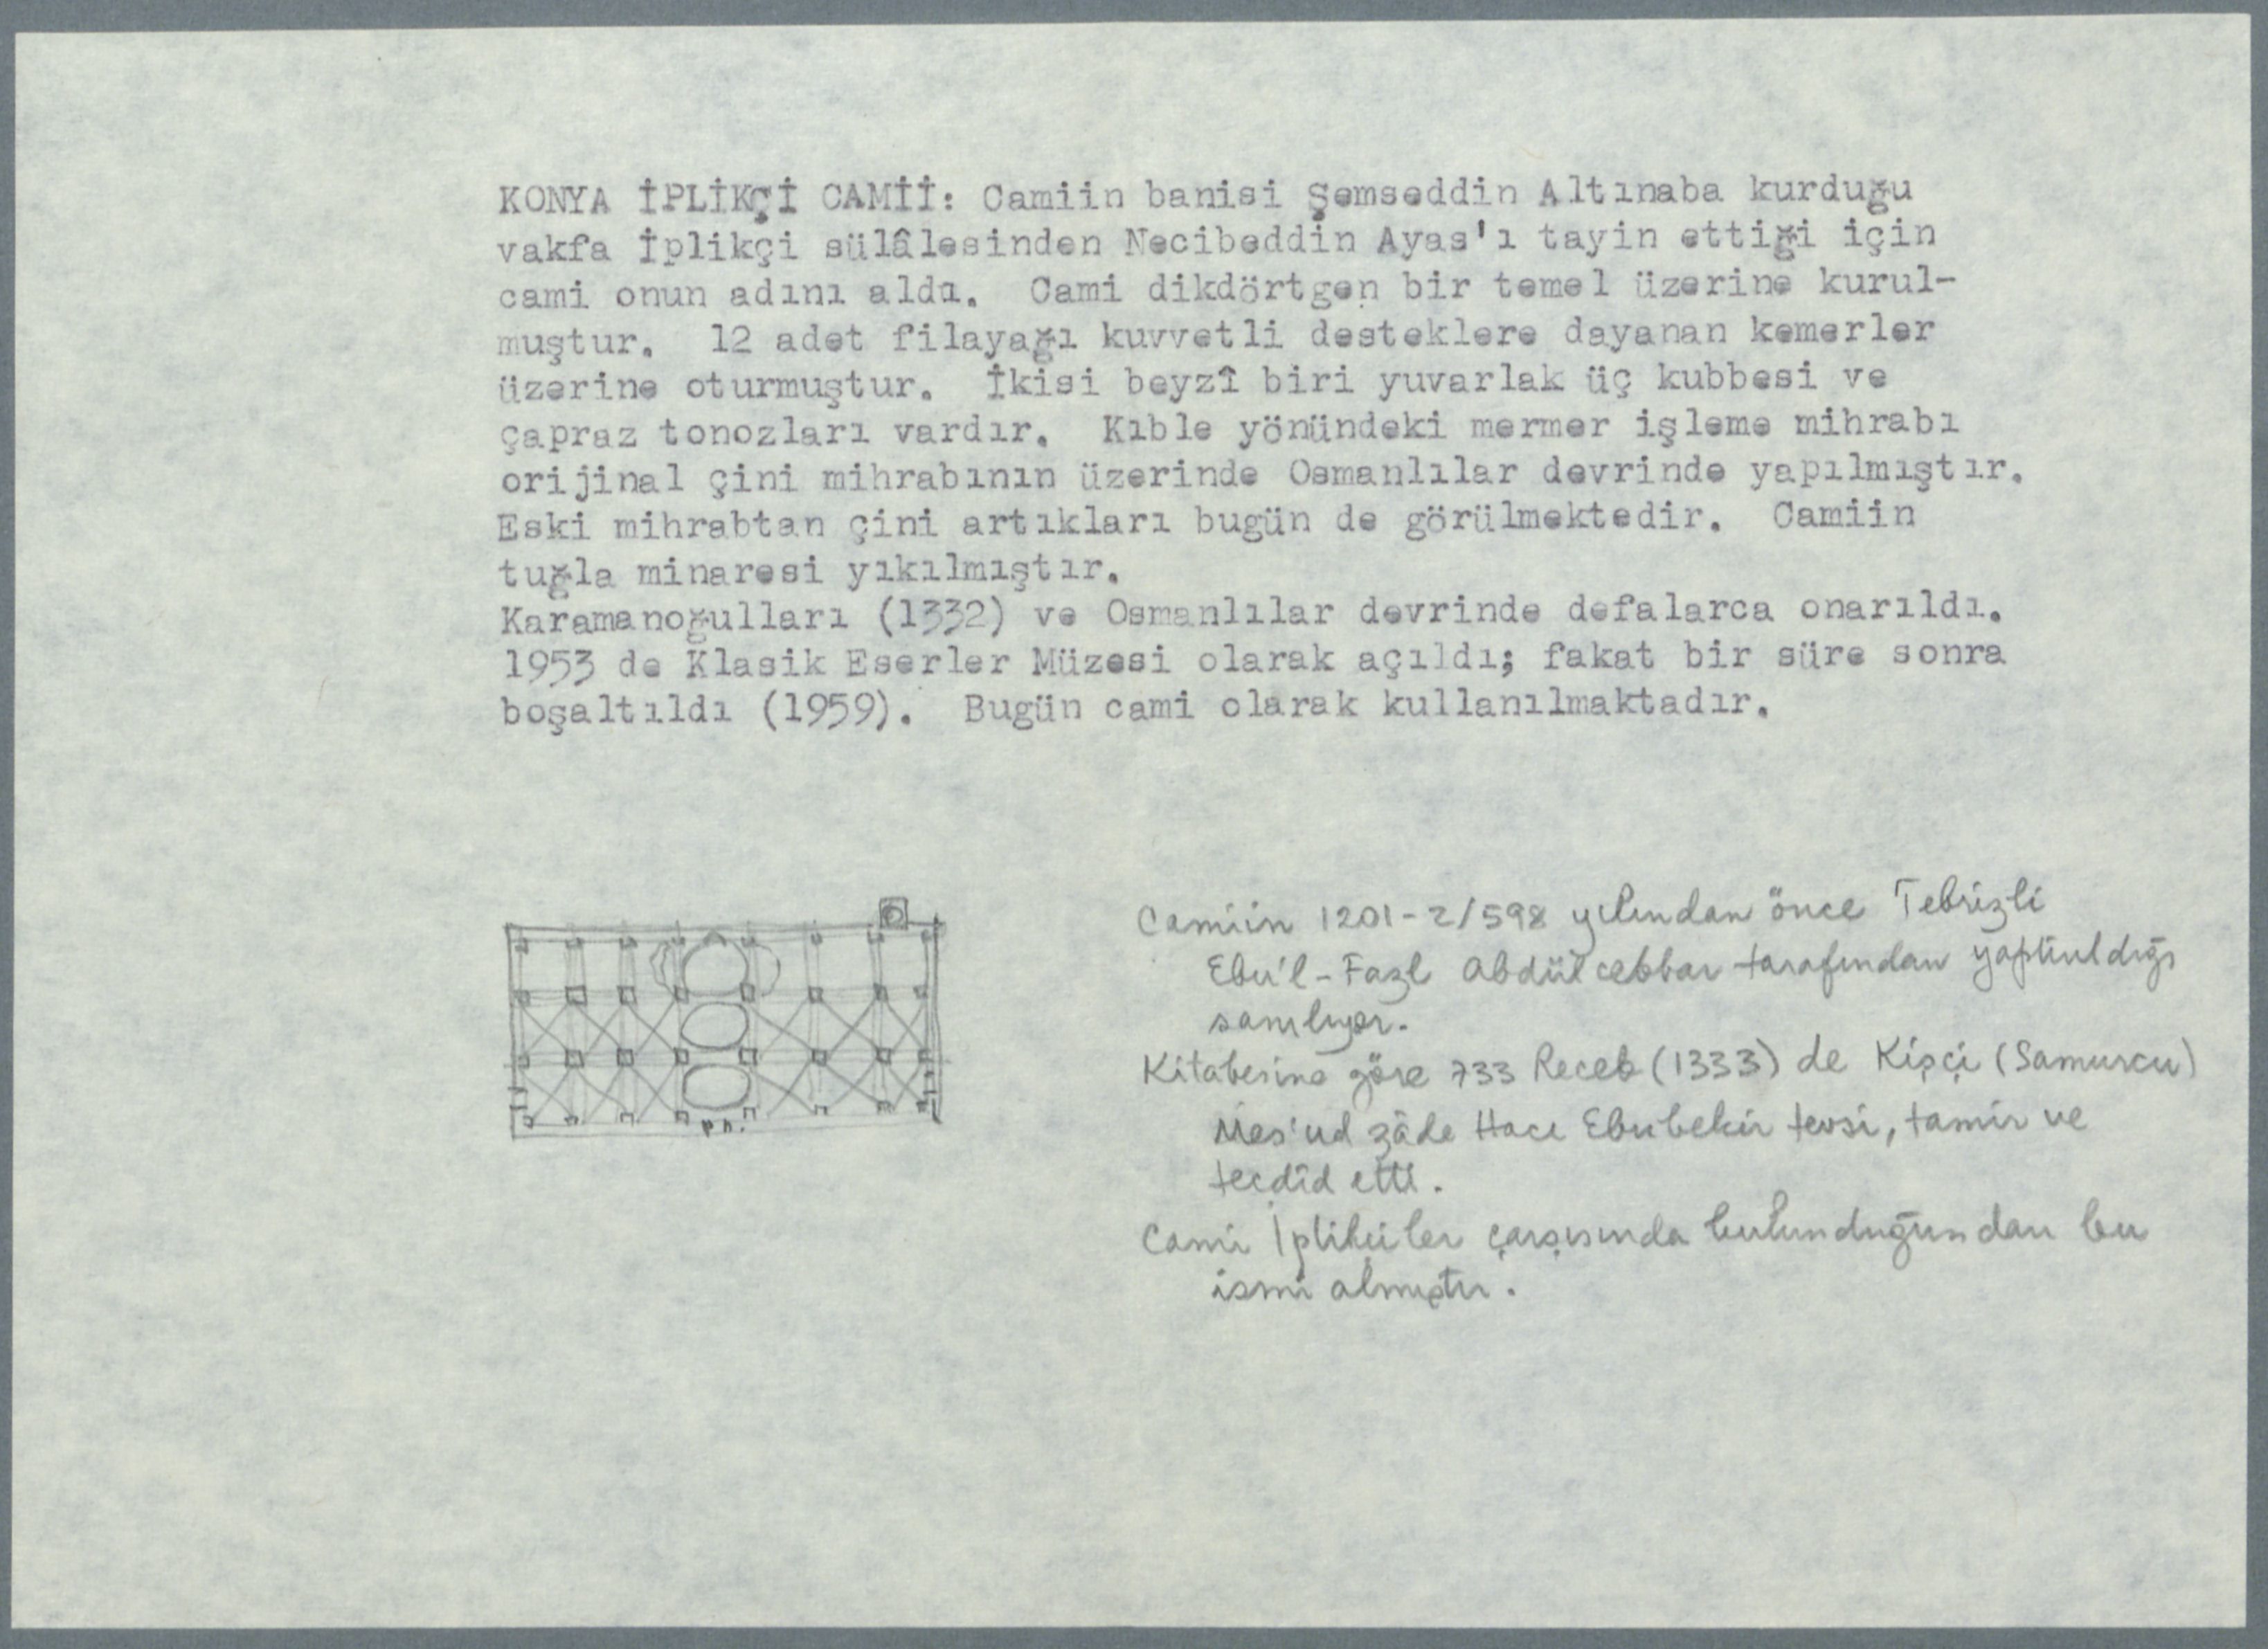 KONYA İPLİKÇİ CAMİİ: Camiin banisi Şemseddin Altınaba kurduğu
vakfa İplikçi sülâlesinden Necibeddin Ayas'ı tayin ettiği için
cami onun adını aldı. Cami dikdörtgen bir temel üzerine kurul-
muştur. 12 adet filayağı kuvvetli desteklere dayanan kemerler
üzerine oturmuştur. İkisi beyzî biri yuvarlak üç kubbesi ve
çapraz tonozları vardır. Kıble yönündeki mermer işleme mihrabı
orijinal çini mihrabının üzerinde Osmanlılar devrinde yapılmıştır.
Eski mihrabtan çini artıkları bugün de görülmektedir. Camiin
tuğla minaresi yıkılmıştır.
Karamanoğulları (1332) ve Osmanlılar devrinde defalarca onarıldı.
1953 de Klasik Eserler Müzesi olarak açıldı; fakat bir süre sonra
boşaltıldı (1959). Bugün cami olarak kullanılmaktadır.
Camiin 1201-2/598 yılından önce Tebrizli
Ebu'l-Fazl Abdülcebbar tarafından yaptırıldığı
sanılıyor.
Kitabesine göre 733 Receb (1333) de Kişçi (Samurcu)
Mes'ud zâde Hacı Ebubekir tevsi, tamir ve
tecdîd etti.
Cami İplikçiler çarşısında bulunduğundan bu
ismi almıştır.